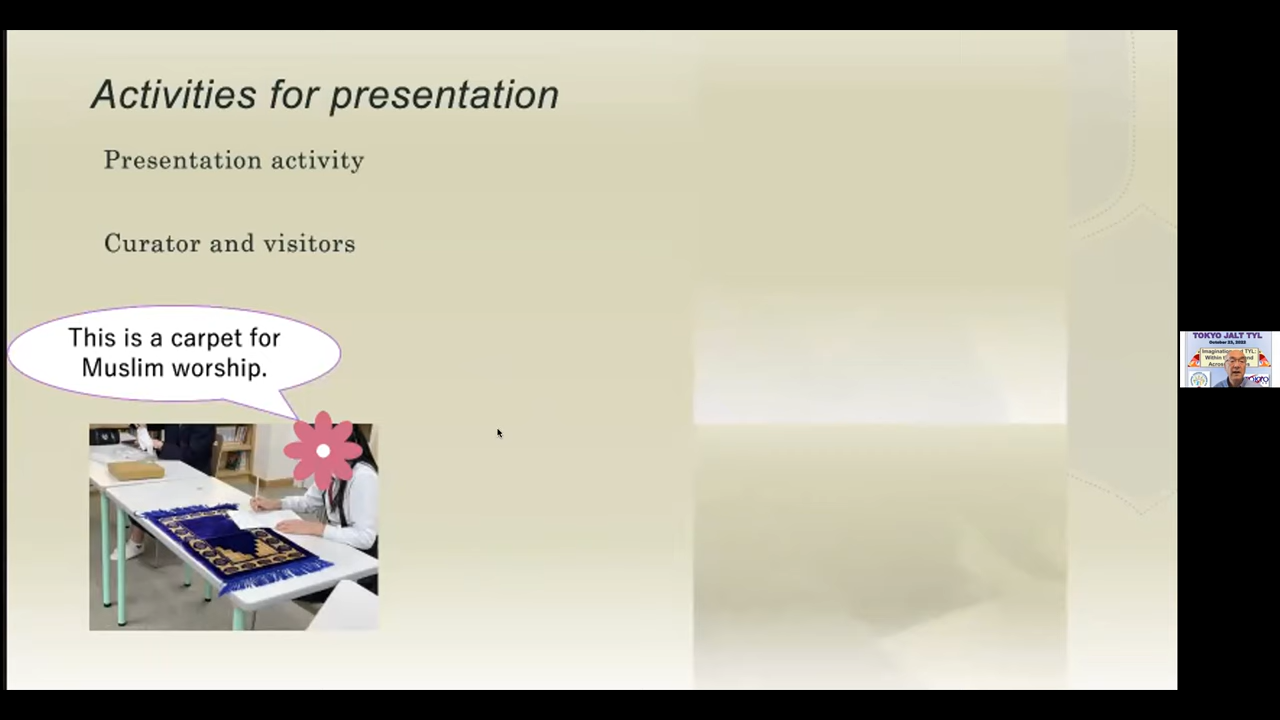 Activities for presentation
Presentation activity
Curator and visitors
This is a carpet for
Muslim worship.
TOKYO JALT TYL